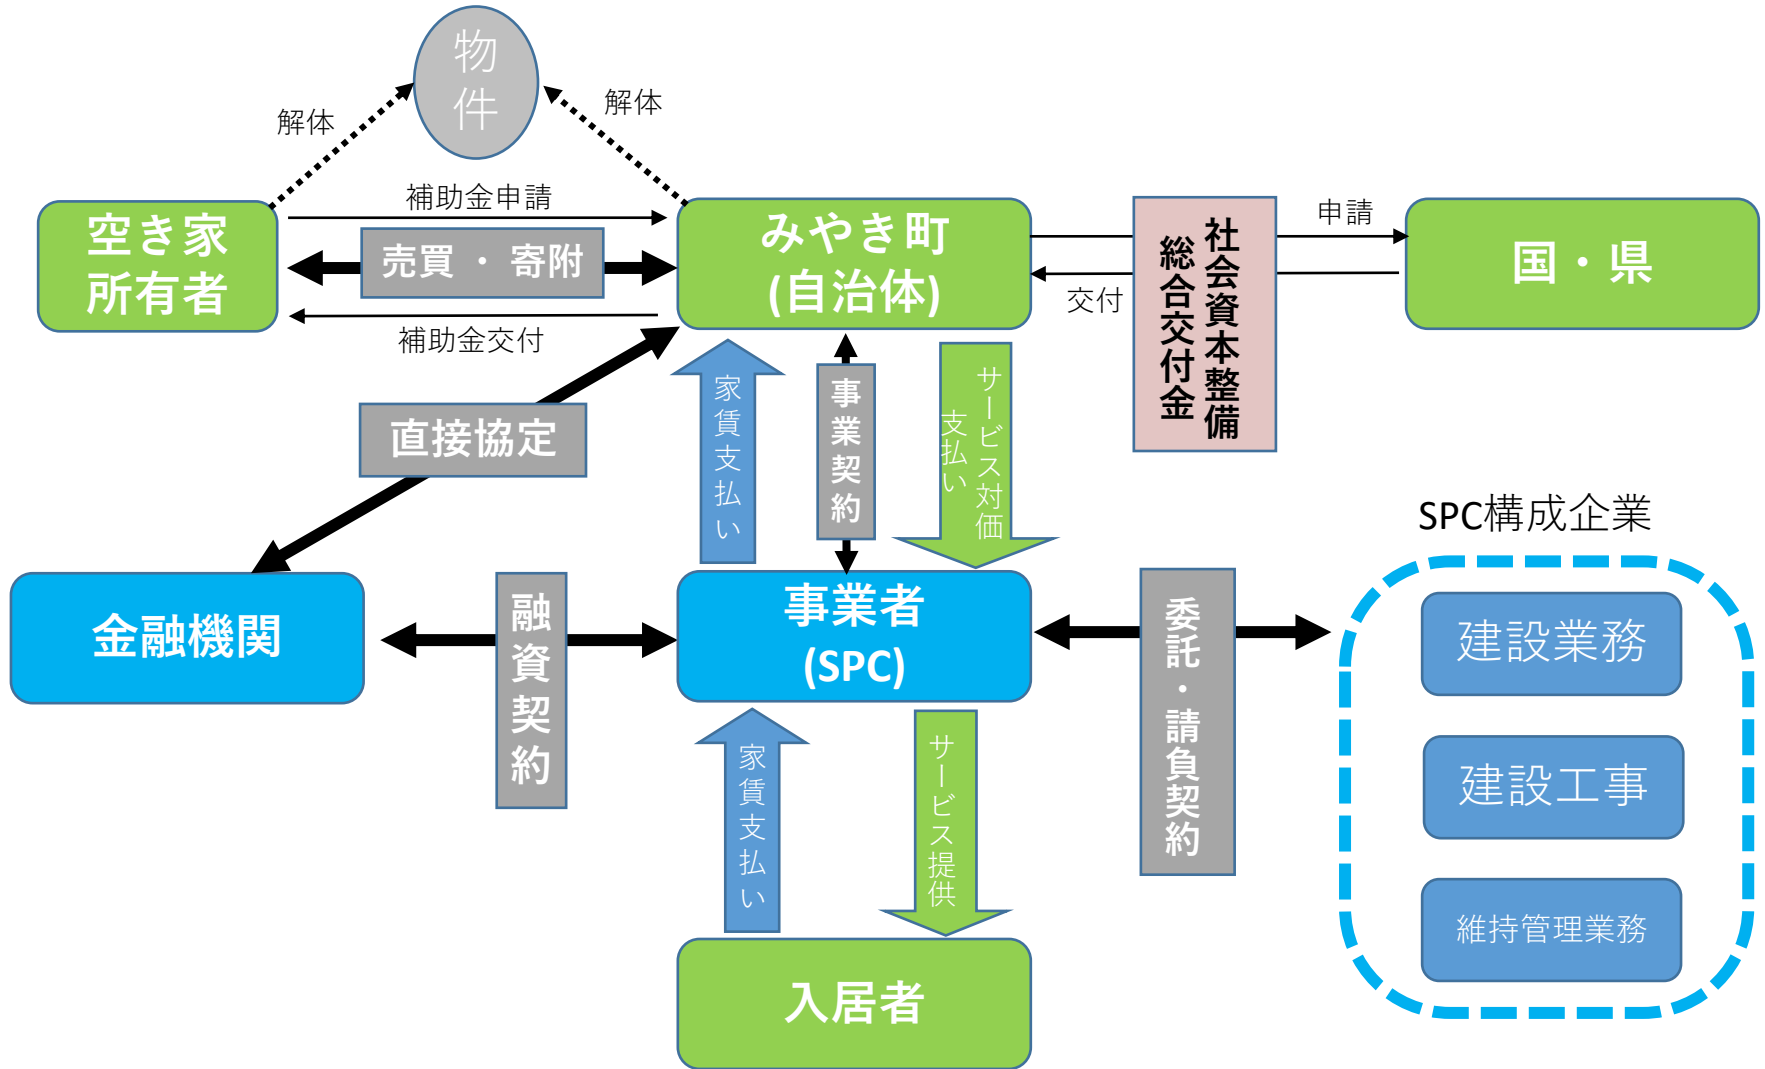 物
件
解体
解体
補助金申請
空き家
所有者
売買 ・ 寄附
補助金交付
みやき町
(自治体)
社会資本整備
総合交付金
申請
交付
国・県
直接協定
家賃支払い
事業契約
サービス対価
支払い
SPC構成企業
金融機関
融資契約
事業者
(SPC)
委託・請負契約
建設業務
建設工事
維持管理業務
家賃支払い
サービス提供
入居者